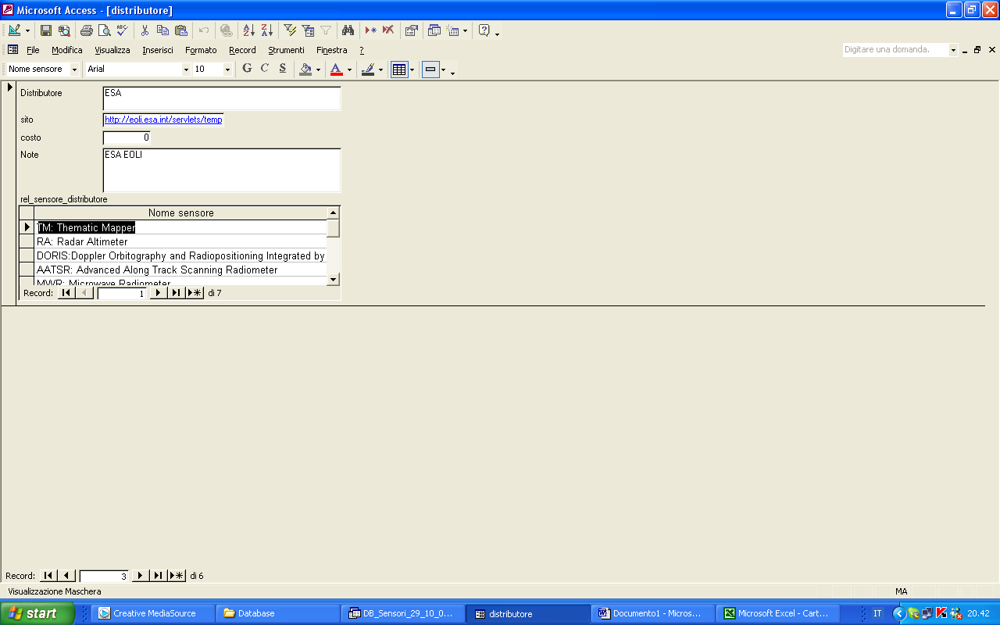 Microsoft Access - [distributore]
File Modifica Visualizza Inserisci Formato Record Strumenti Finestra ? Digitare una domanda.
Nome sensore Arial 10 G C S A
Distributore ESA
sito http://eoli.esa.int/servlets/temp
costo 0
Note ESA EOLI
rel_sensore_distributore
Nome sensore
TM: Thematic Mapper
RA: Radar Altimeter
DORIS:Doppler Orbitography and Radiopositioning Integrated by
AATSR: Advanced Along Track Scanning Radiometer
MWR: Microwave Radiometer
Record: 1 di 7
Record: 3 di 6
Visualizzazione Maschera MA
start Creative MediaSource Database DB_Sensori_29_10_0... distributore Documento1 - Micros... Microsoft Excel - Cart... IT 20.42